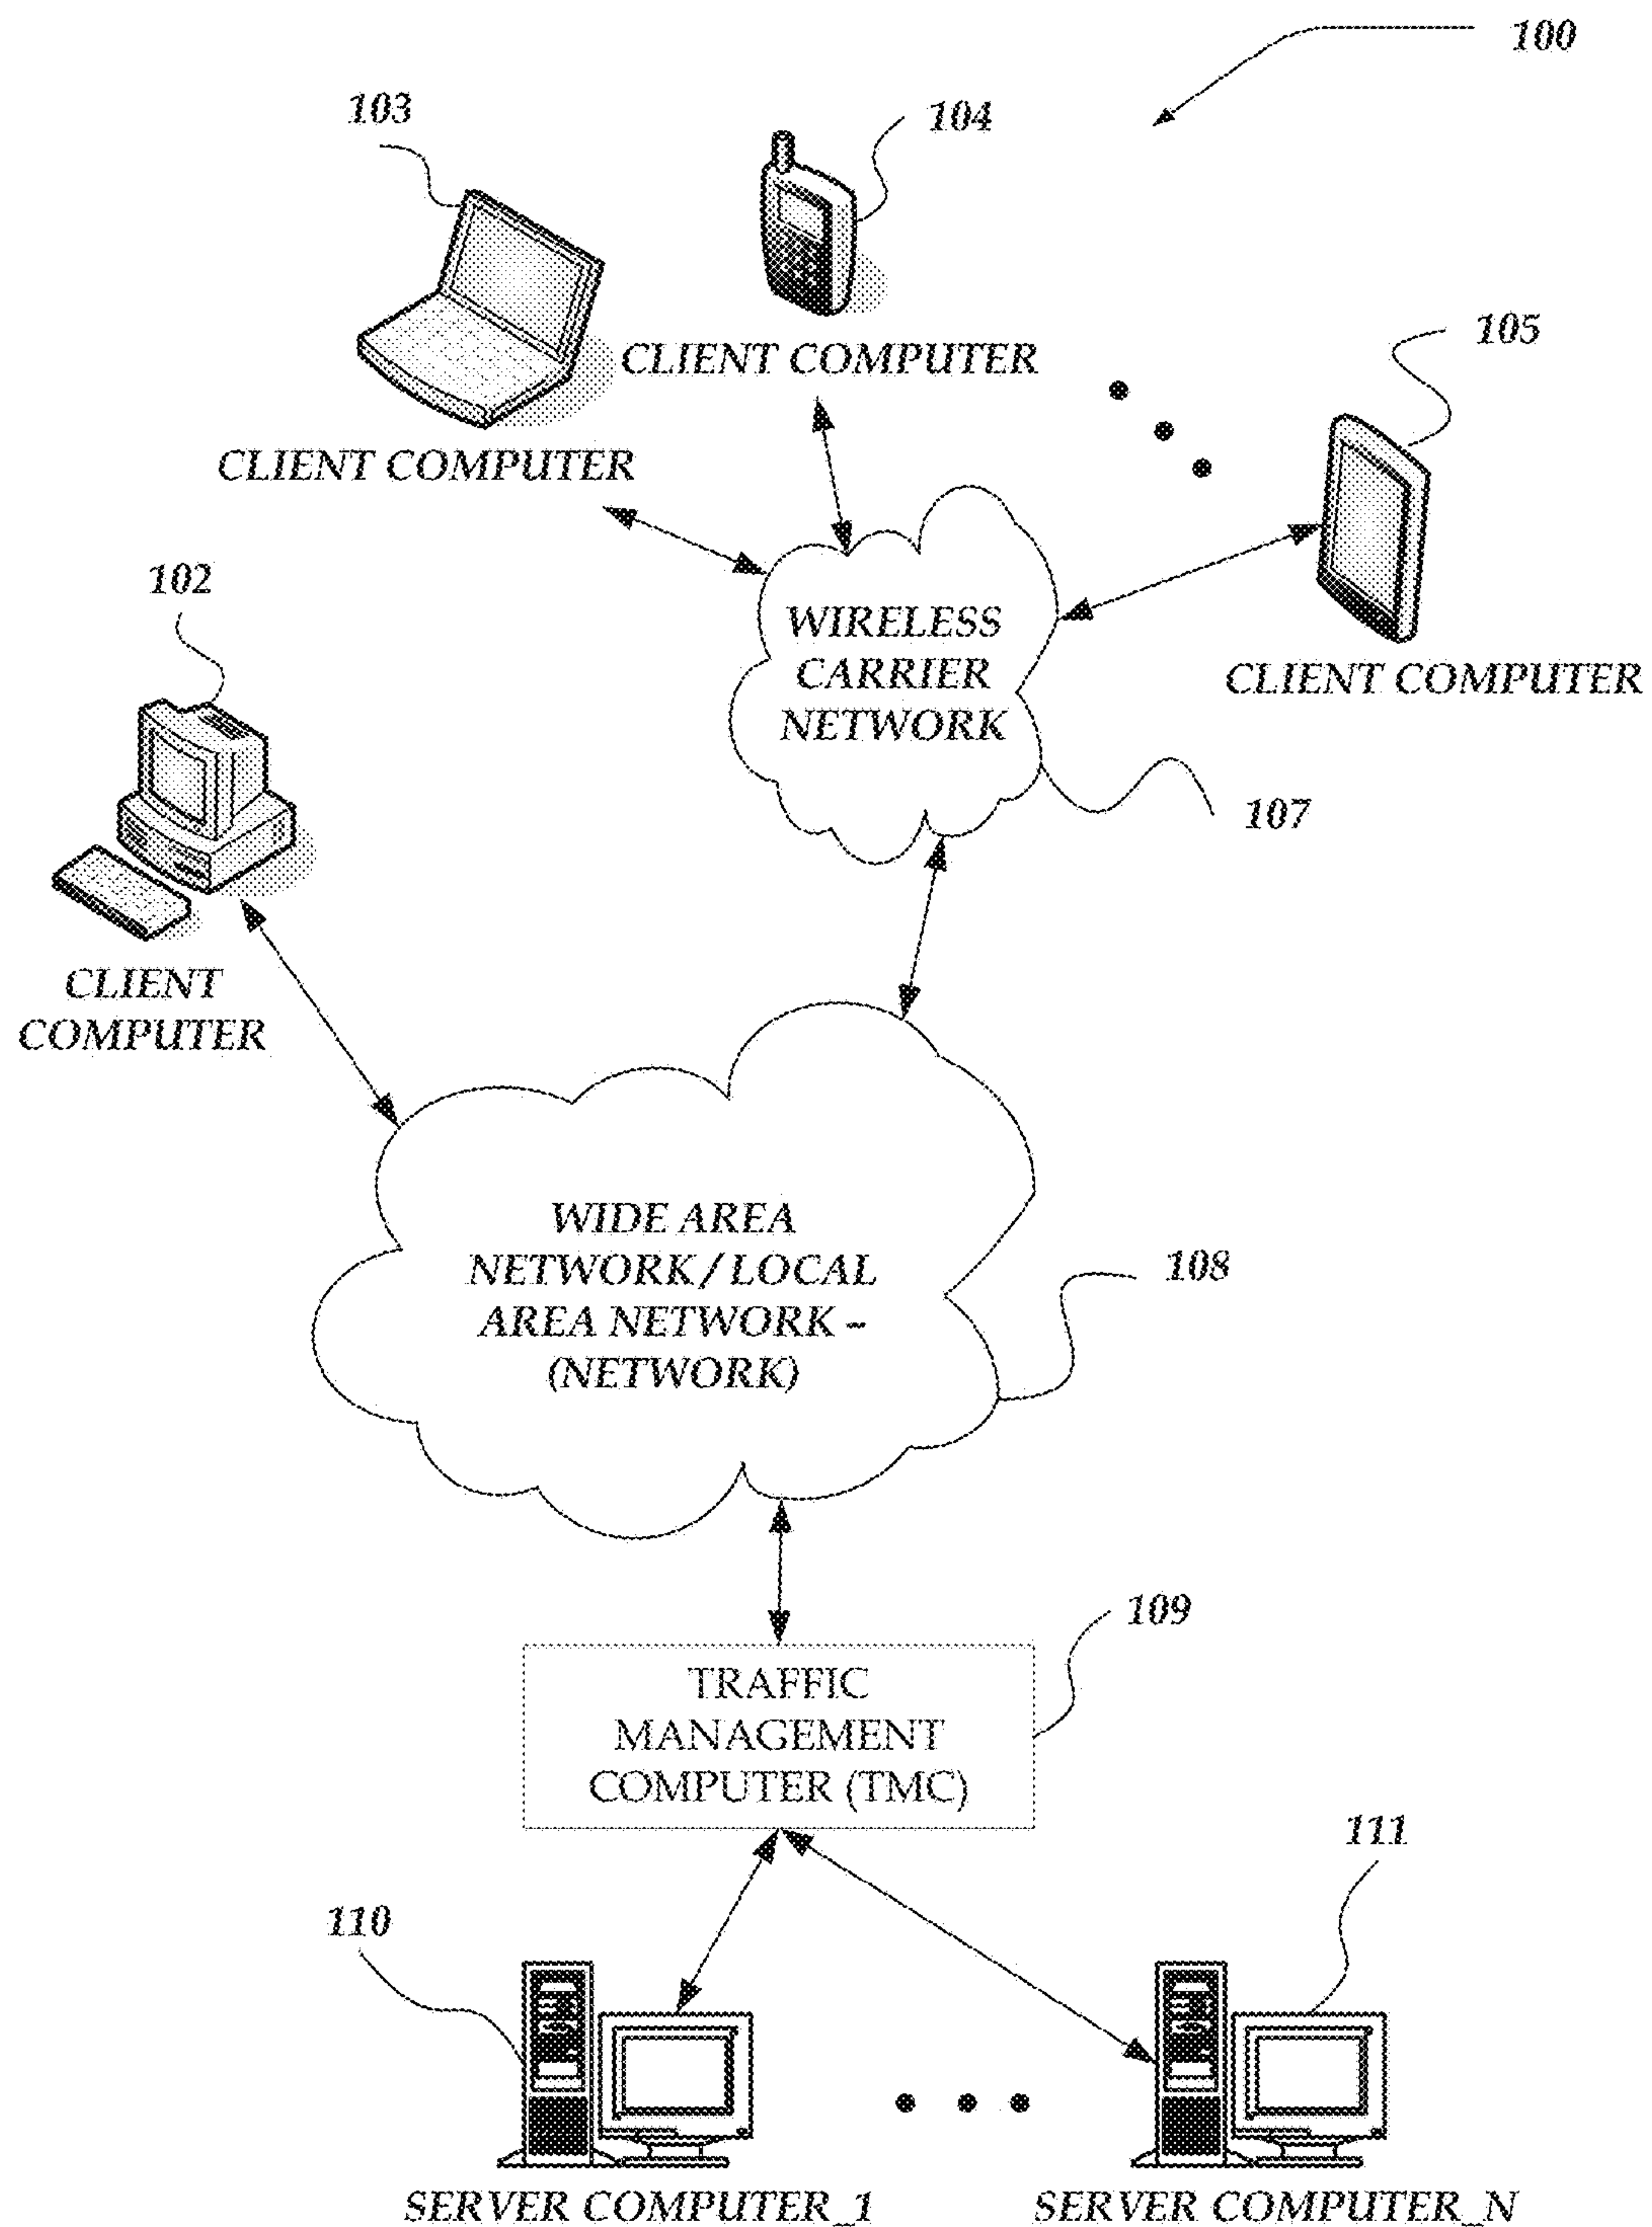 100
103
104
CLIENT COMPUTER
105
CLIENT COMPUTER
102
WIRELESS
CARRIER
NETWORK
CLIENT COMPUTER
107
CLIENT
COMPUTER
WIDE AREA
NETWORK / LOCAL
AREA NETWORK –
(NETWORK)
108
109
TRAFFIC
MANAGEMENT
COMPUTER (TMC)
111
110
SERVER COMPUTER_1
SERVER COMPUTER_N